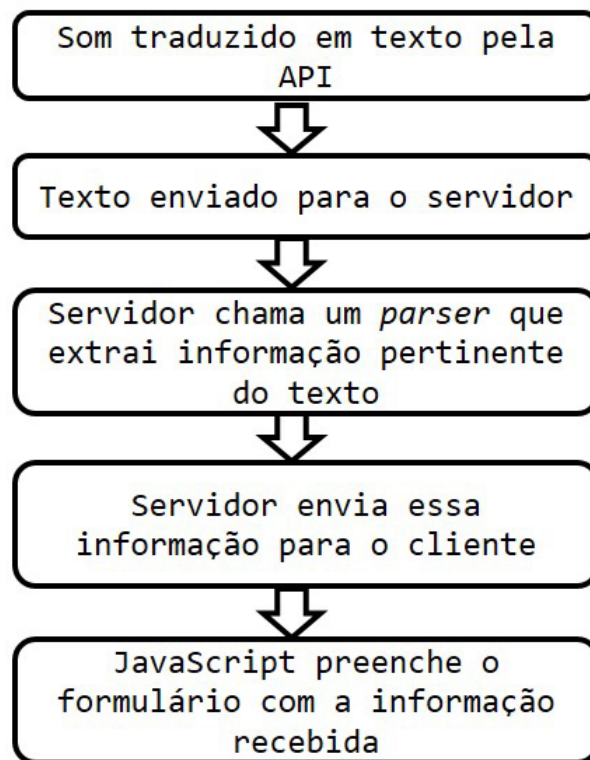 Som traduzido em texto pela
API
Texto enviado para o servidor
Servidor chama um parser que
extrai informação pertinente
do texto
Servidor envia essa
informação para o cliente
JavaScript preenche o
formulário com a informação
recebida